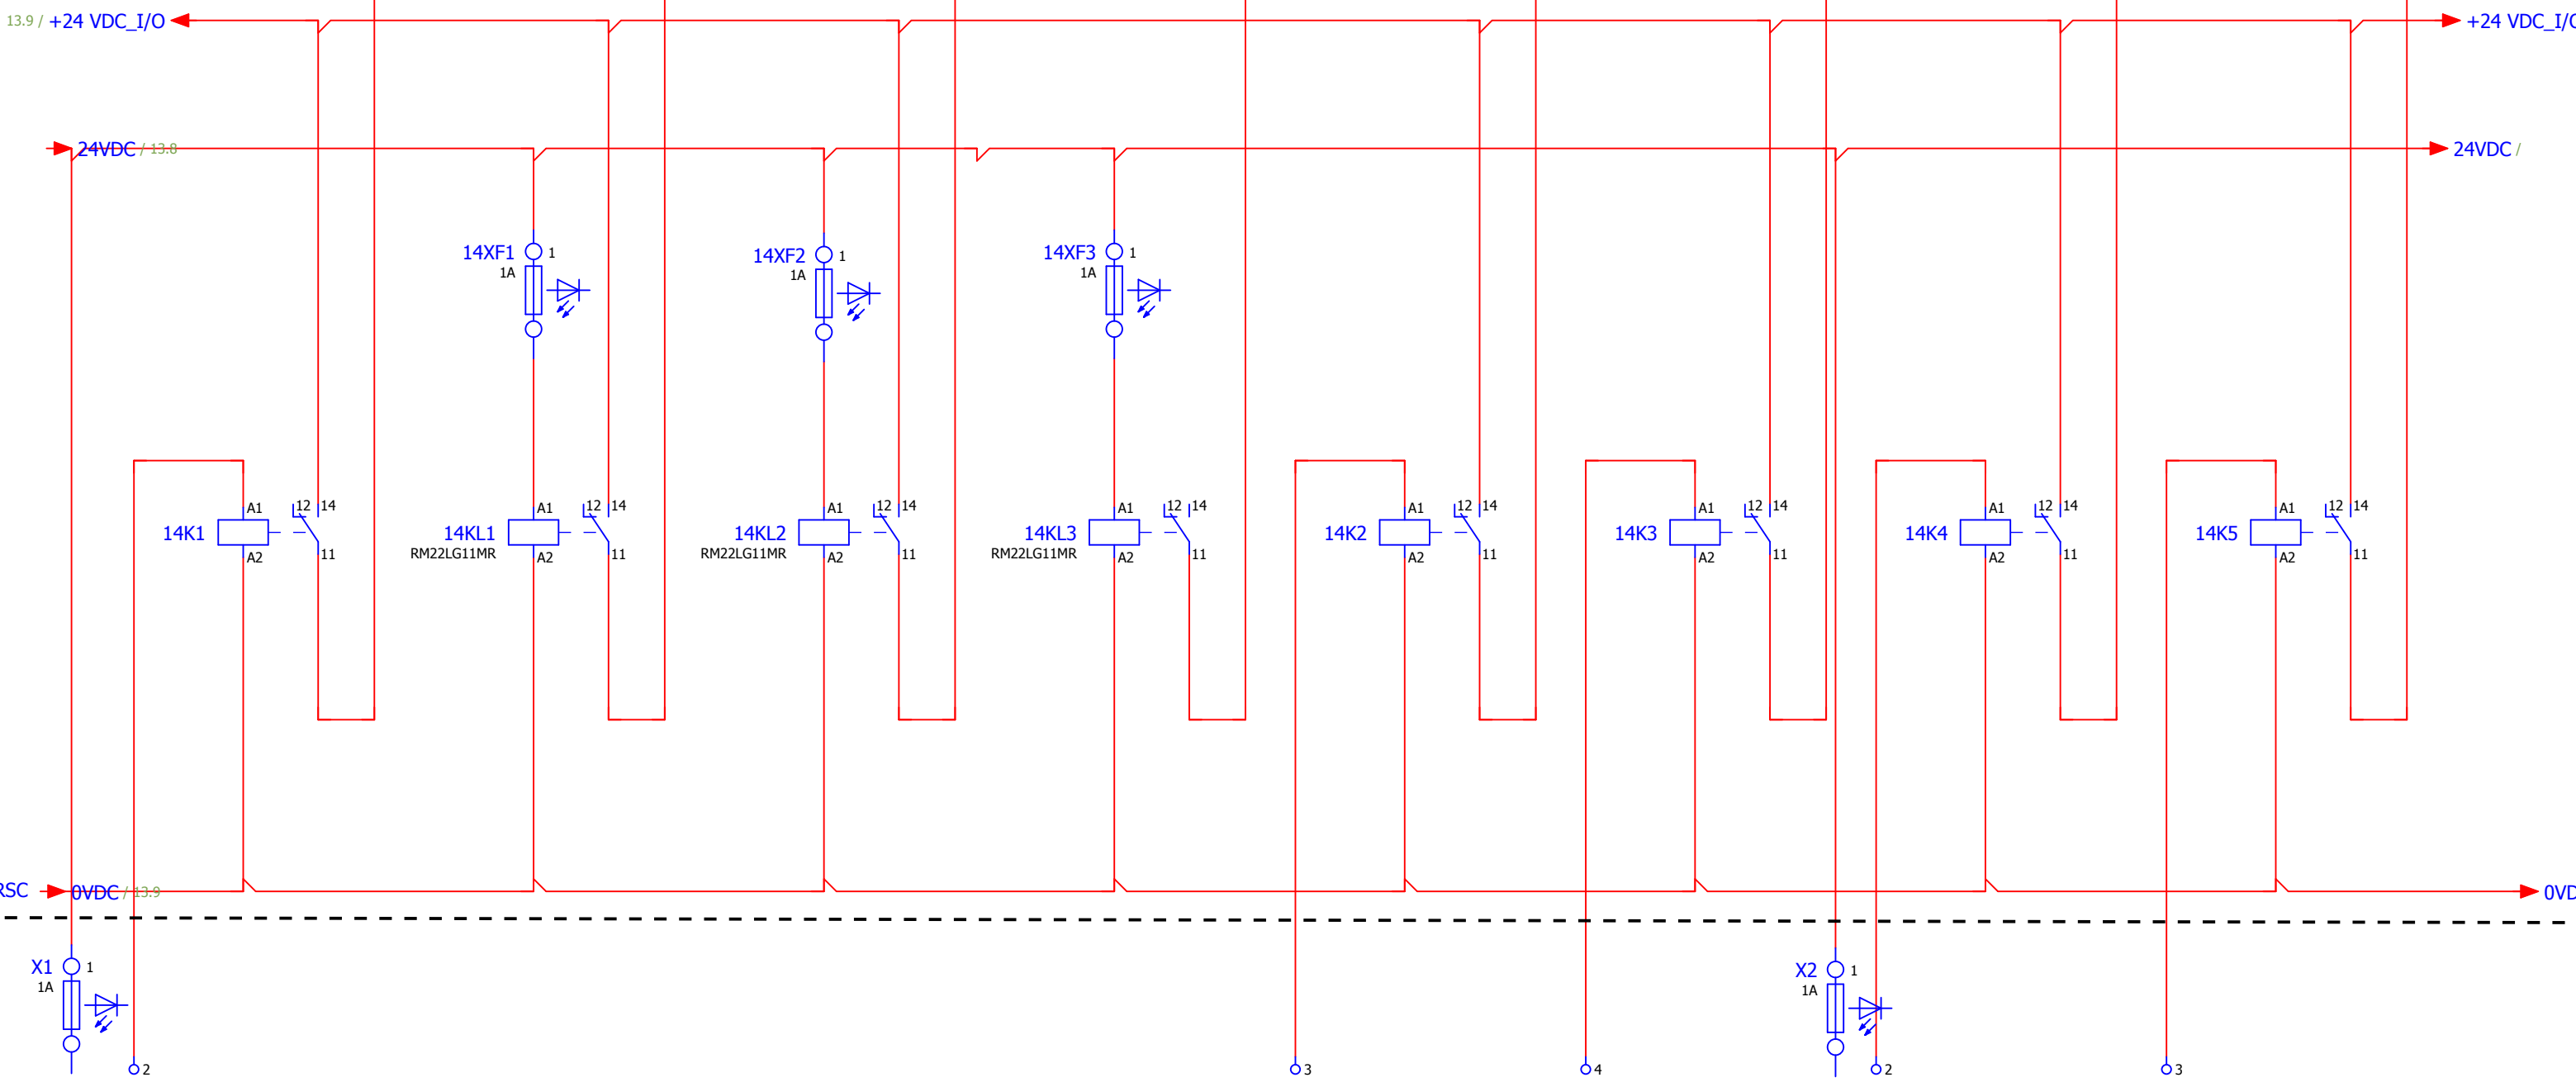 13.9 / +24 VDC_I/O
+24 VDC_I/O
24VDC / 13.8
24VDC /
14XF1 1
1A
14XF2 1
1A
14XF3 1
1A
14K1 A1 12 14
A2 11
14KL1 A1 12 14
RM22LG11MR A2 11
14KL2 A1 12 14
RM22LG11MR A2 11
14KL3 A1 12 14
RM22LG11MR A2 11
14K2 A1 12 14
A2 11
14K3 A1 12 14
A2 11
14K4 A1 12 14
A2 11
14K5 A1 12 14
A2 11
RSC 0VDC / 13.9
0VD
X1 1
1A
2
3
4
X2 1
1A
2
3